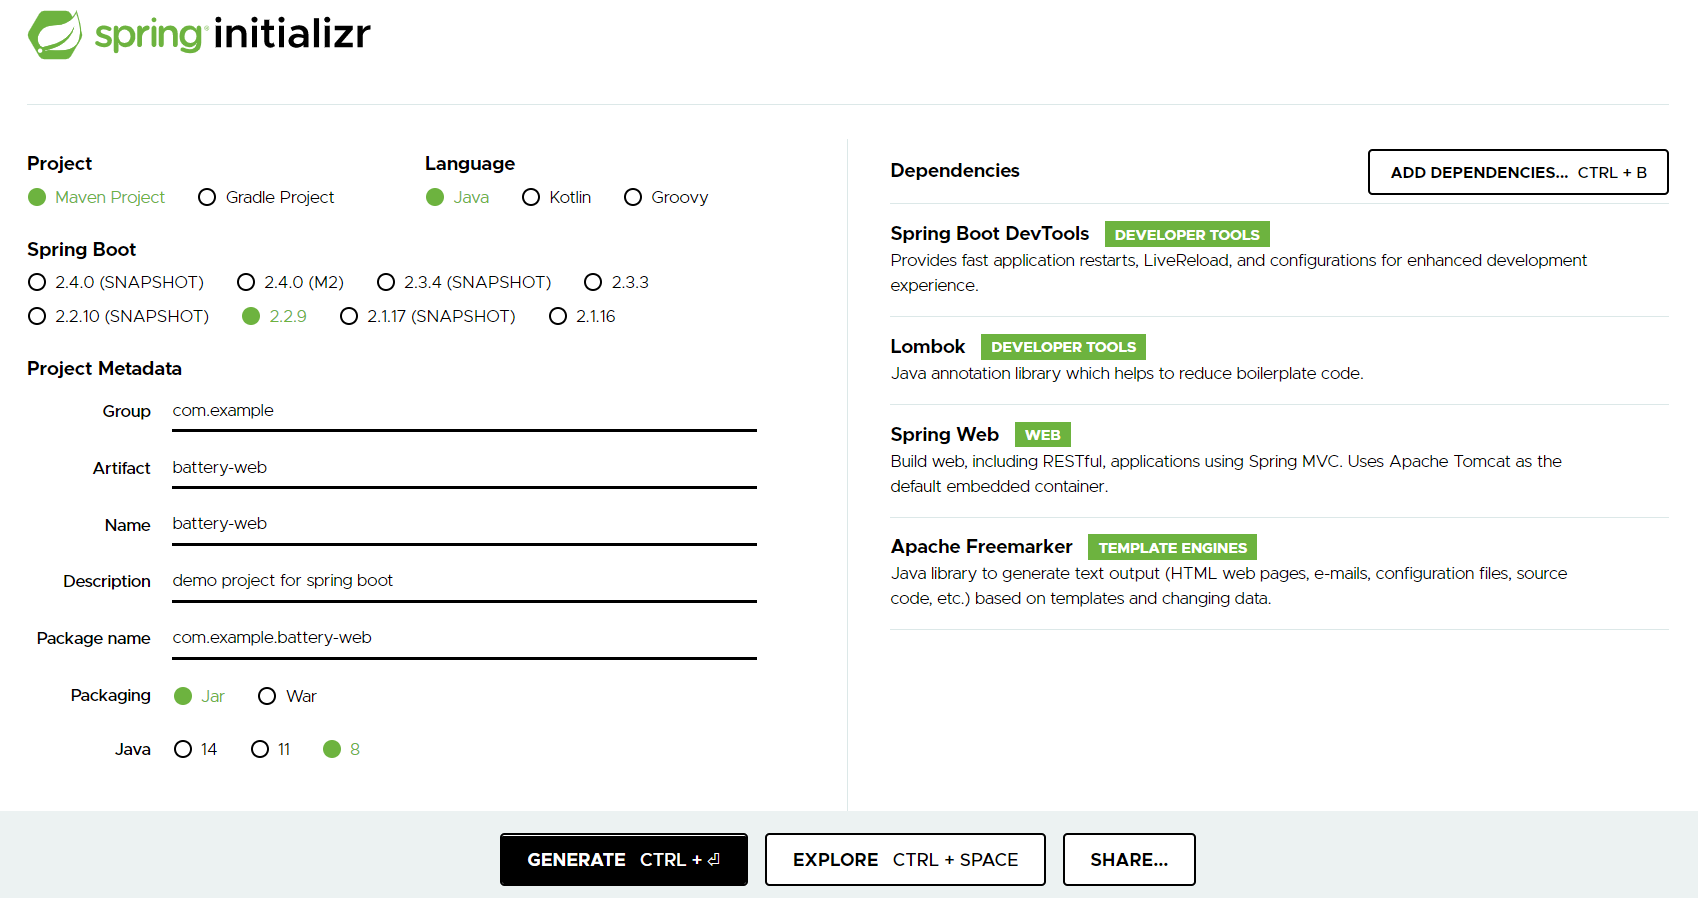 spring initializr
Project
Maven Project Gradle Project
Language
Java Kotlin Groovy
Spring Boot
2.4.0 (SNAPSHOT) 2.4.0 (M2) 2.3.4 (SNAPSHOT) 2.3.3
2.2.10 (SNAPSHOT) 2.2.9 2.1.17 (SNAPSHOT) 2.1.16
Project Metadata
Group com.example
Artifact battery-web
Name battery-web
Description demo project for spring boot
Package name com.example.battery-web
Packaging Jar War
Java 14 11 8
Dependencies
ADD DEPENDENCIES... CTRL + B
Spring Boot DevTools DEVELOPER TOOLS
Provides fast application restarts, LiveReload, and configurations for enhanced development
experience.
Lombok DEVELOPER TOOLS
Java annotation library which helps to reduce boilerplate code.
Spring Web WEB
Build web, including RESTful, applications using Spring MVC. Uses Apache Tomcat as the
default embedded container.
Apache Freemarker TEMPLATE ENGINES
Java library to generate text output (HTML web pages, e-mails, configuration files, source
code, etc.) based on templates and changing data.
GENERATE CTRL + ⏎
EXPLORE CTRL + SPACE
SHARE...